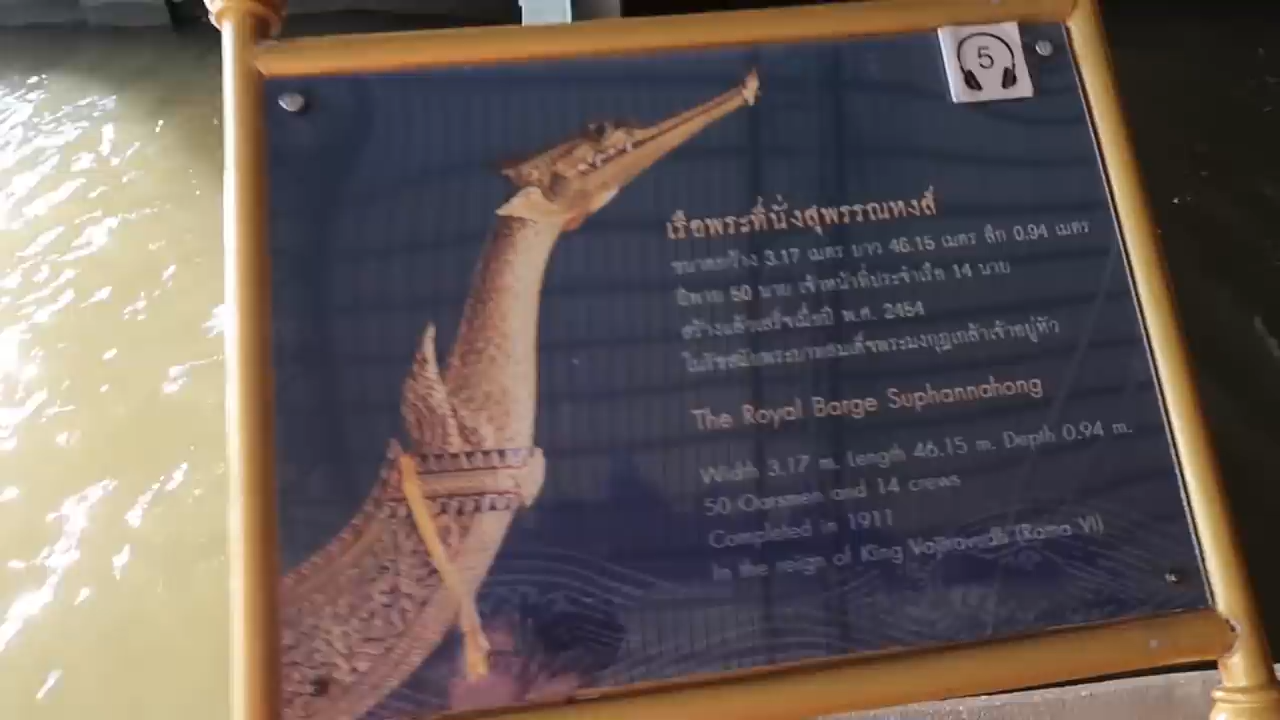 5
เรือพระที่นั่งสุพรรณหงส์
ขนาดกว้าง 3.17 เมตร ยาว 46.15 เมตร ลึก 0.94 เมตร
ฝีพาย 50 นาย เจ้าหน้าที่ประจำเรือ 14 นาย
สร้างแล้วเสร็จเมื่อปี พ.ศ. 2454
ในรัชสมัยพระบาทสมเด็จพระมงกุฎเกล้าเจ้าอยู่หัว
The Royal Barge Suphannahong
Width 3.17 m. Length 46.15 m. Depth 0.94 m.
50 Oarsmen and 14 crews
Completed in 1911
In the reign of King Vajiravudh (Rama VI)